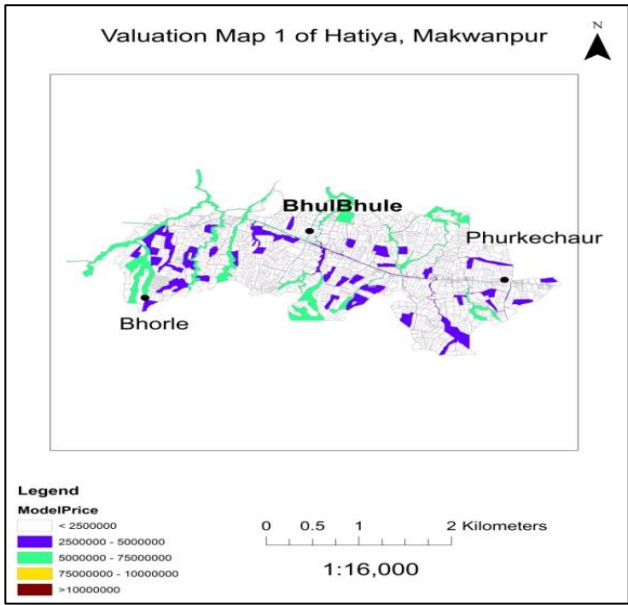 Valuation Map 1 of Hatiya, Makwanpur
N
BhulBhule
Phurkechaur
Bhorle
Legend
ModelPrice
< 2500000
2500000 - 5000000
5000000 - 75000000
75000000 - 10000000
>10000000
0 0.5 1 2 Kilometers
1:16,000